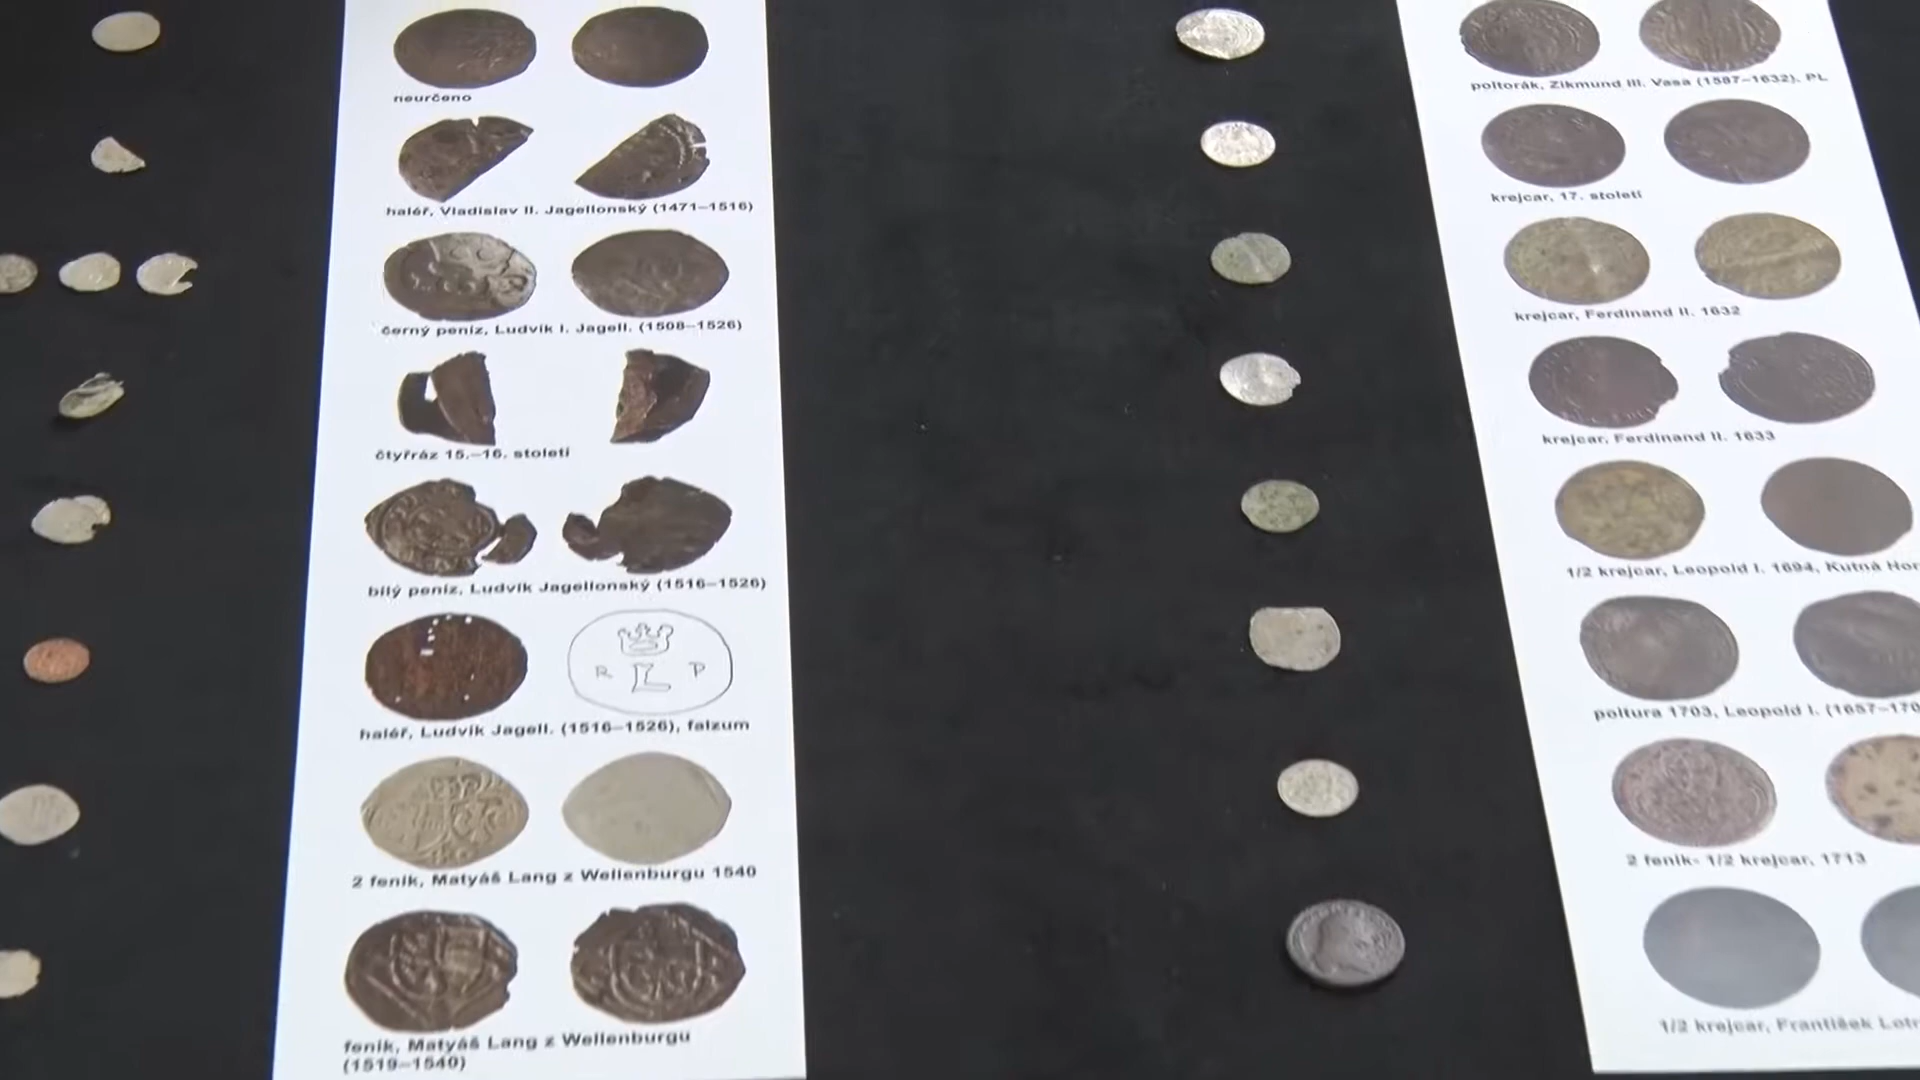 neurčeno
haléř, Vladislav II. Jagellonský (1471–1516)
černý peníz, Ludvík I. Jagell. (1508–1526)
čtyřráz 15.–16. století
bílý peníz, Ludvík Jagellonský (1516–1526)
R L P
haléř, Ludvík Jagell. (1516–1526), falzum
2 fenik, Matyáš Lang z Wellenburgu 1540
fenik, Matyáš Lang z Wellenburgu
(1519–1540)
poltorák, Zikmund III. Vasa (1587–1632), PL
krejcar, 17. století
krejcar, Ferdinand II. 1632
krejcar, Ferdinand II. 1633
1/2 krejcar, Leopold I. 1694, Kutná Hor
poltura 1703, Leopold I. (1657–170
2 fenik- 1/2 krejcar, 1713
1/2 krejcar, František Lotr